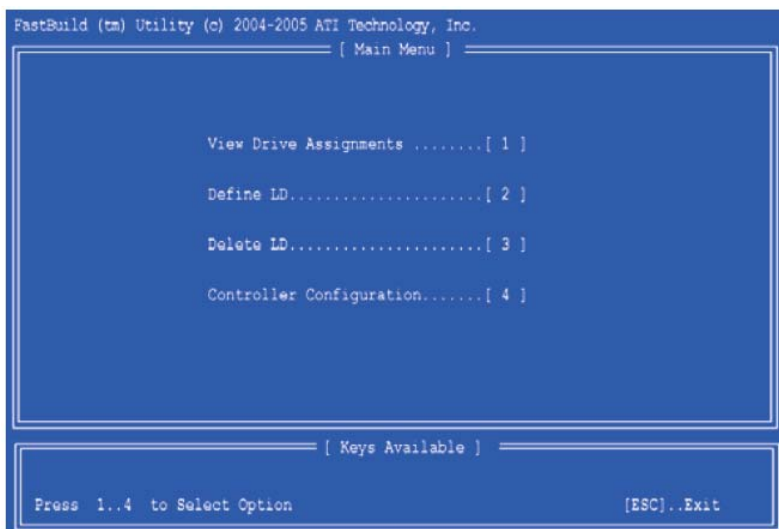 FastBuild (tm) Utility (c) 2004-2005 ATI Technology, Inc.
[ Main Menu ]
View Drive Assignments ........[ 1 ]
Define LD......................[ 2 ]
Delete LD......................[ 3 ]
Controller Configuration.......[ 4 ]
[ Keys Available ]
Press 1..4 to Select Option [ESC]..Exit